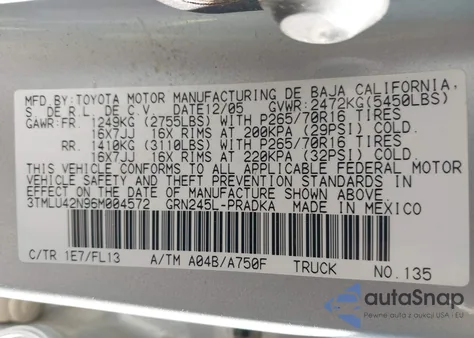 MFD.BY:TOYOTA MOTOR MANUFACTURING DE BAJA CALIFORNIA,
S.DE R.L. DE C.V. DATE12/05 GVWR:2472KG(5450LBS)
GAWR:FR. 1249KG (2755LBS) WITH P265/70R16 TIRES
16X7JJ 16X RIMS AT 200KPA (29PSI) COLD.
RR. 1410KG (3110LBS) WITH P265/70R16 TIRES
16X7JJ 16X RIMS AT 220KPA (32PSI) COLD.
THIS VEHICLE CONFORMS TO ALL APPLICABLE FEDERAL MOTOR
VEHICLE SAFETY AND THEFT PREVENTION STANDARDS IN
EFFECT ON THE DATE OF MANUFACTURE SHOWN ABOVE.
3TMLU42N96M004572 GRN245L-PRADKA MADE IN MEXICO
C/TR 1E7/FL13 A/TM A04B/A750F TRUCK NO.135
autoSnap
FROM COPART USA I EU